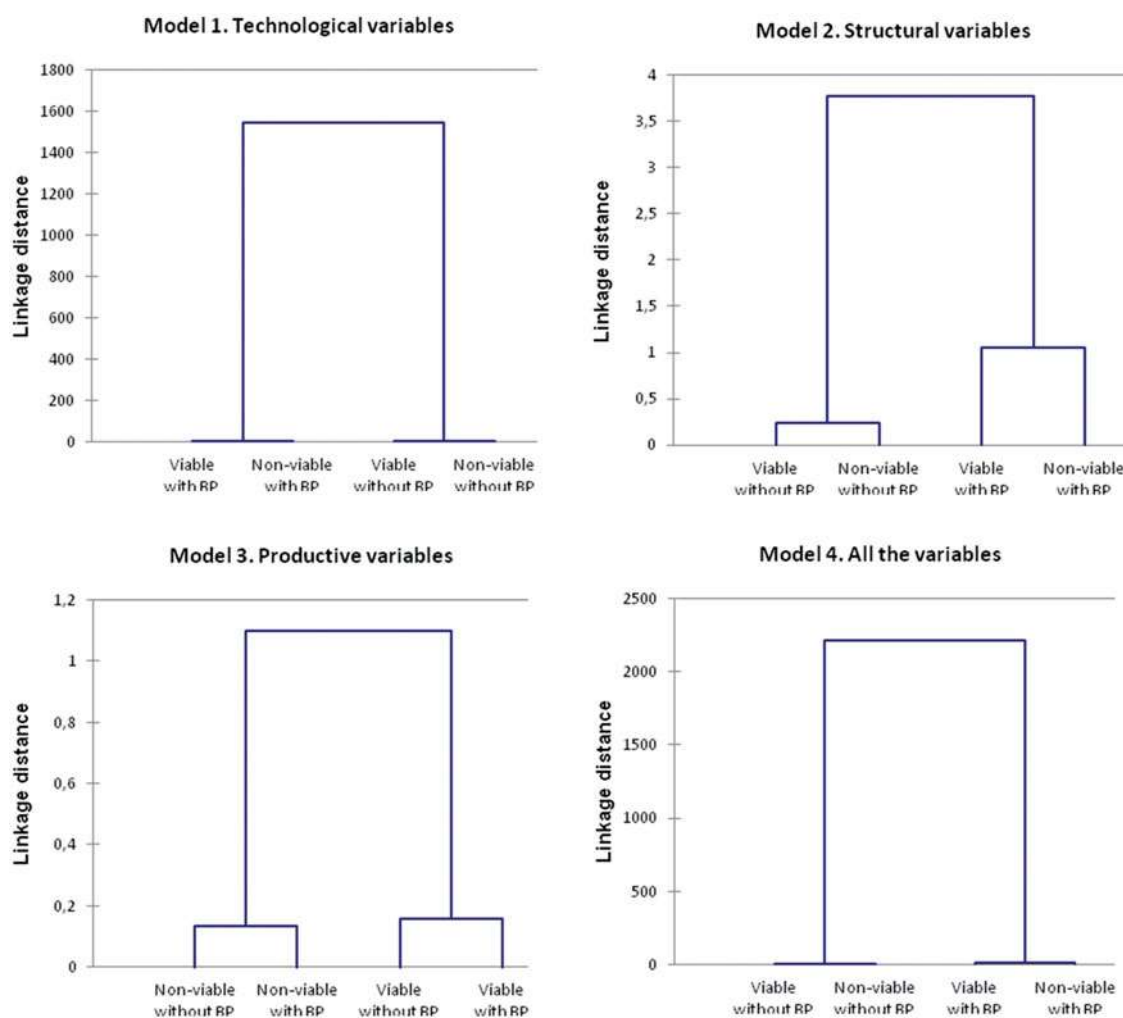 Model 1. Technological variables
1800
1600
1400
1200
1000
800
600
400
200
0
Linkage distance
Viable
with BP
Non-viable
with BP
Viable
without BP
Non-viable
without BP
Model 2. Structural variables
4
3,5
3
2,5
2
1,5
1
0,5
0
Linkage distance
Viable
without BP
Non-viable
without BP
Viable
with BP
Non-viable
with BP
Model 3. Productive variables
1,2
1
0,8
0,6
0,4
0,2
0
Linkage distance
Non-viable
without BP
Non-viable
with BP
Viable
without BP
Viable
with BP
Model 4. All the variables
2500
2000
1500
1000
500
0
Linkage distance
Viable
without BP
Non-viable
without BP
Viable
with BP
Non-viable
with BP